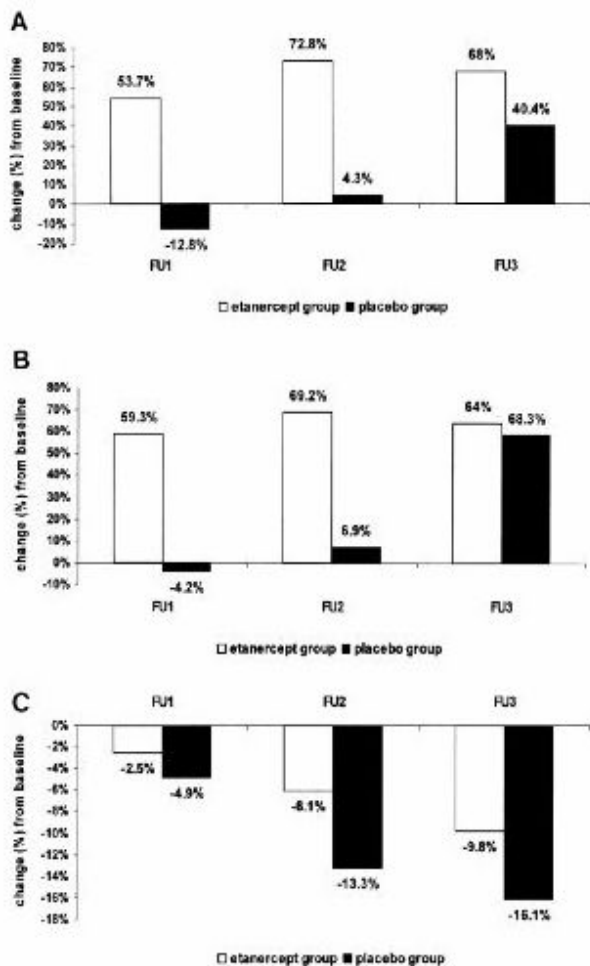 A
change (%) from baseline
80%
70%
60%
50%
40%
30%
20%
10%
0%
-10%
-20%
53.7%
-12.8%
72.8%
4.3%
68%
40.4%
FU1
FU2
FU3
etanercept group placebo group
B
change (%) from baseline
80%
70%
60%
50%
40%
30%
20%
10%
0%
-10%
59.3%
-4.2%
69.2%
6.9%
64%
68.3%
FU1
FU2
FU3
etanercept group placebo group
C
FU1
FU2
FU3
change (%) from baseline
0%
-2%
-4%
-6%
-8%
-10%
-12%
-14%
-16%
-18%
-2.5%
-4.9%
-6.1%
-13.3%
-9.8%
-16.1%
etanercept group placebo group